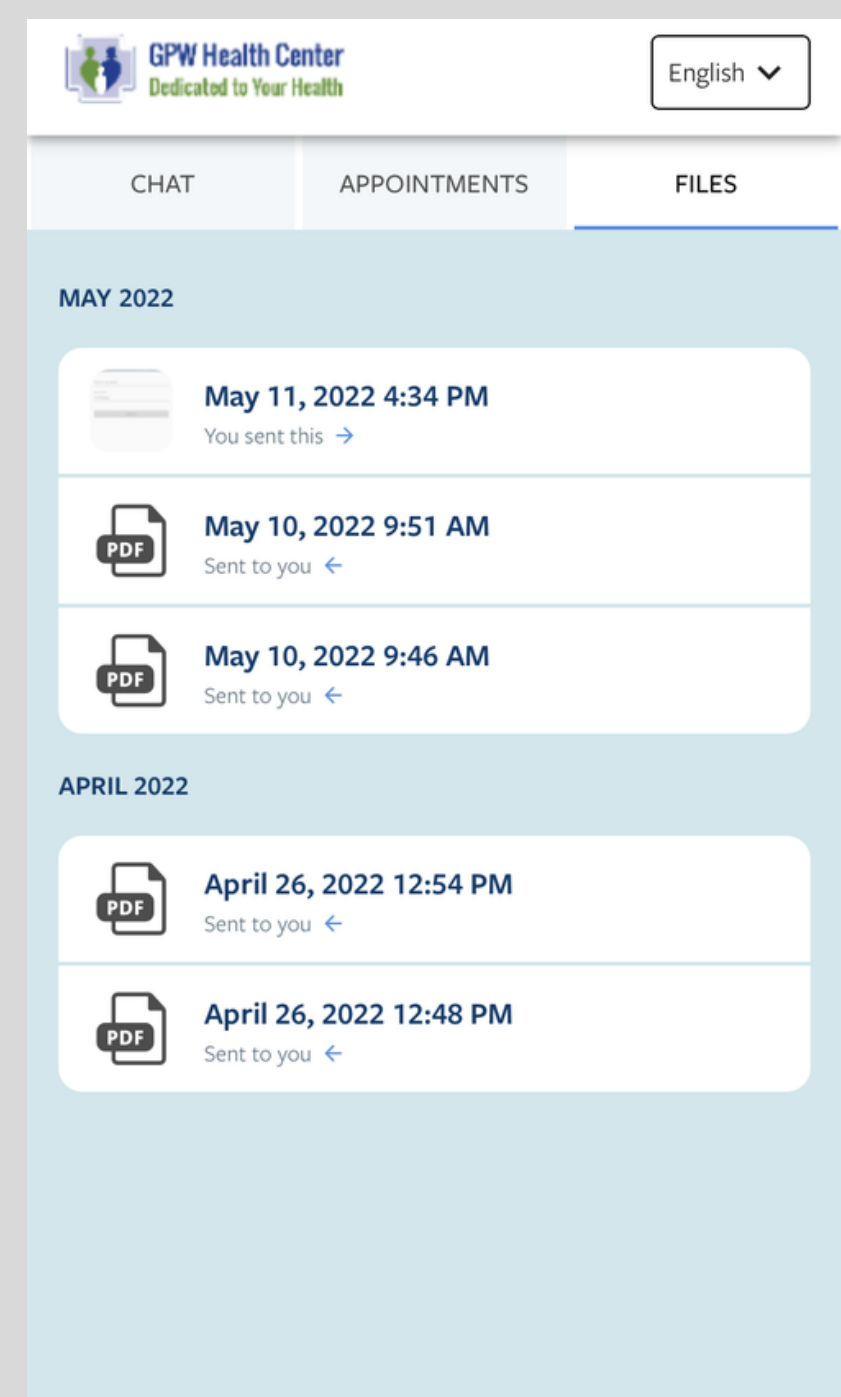 GPW Health Center
Dedicated to Your Health
English
CHAT
APPOINTMENTS
FILES
MAY 2022
May 11, 2022 4:34 PM
You sent this →
PDF
May 10, 2022 9:51 AM
Sent to you ←
PDF
May 10, 2022 9:46 AM
Sent to you ←
APRIL 2022
PDF
April 26, 2022 12:54 PM
Sent to you ←
PDF
April 26, 2022 12:48 PM
Sent to you ←